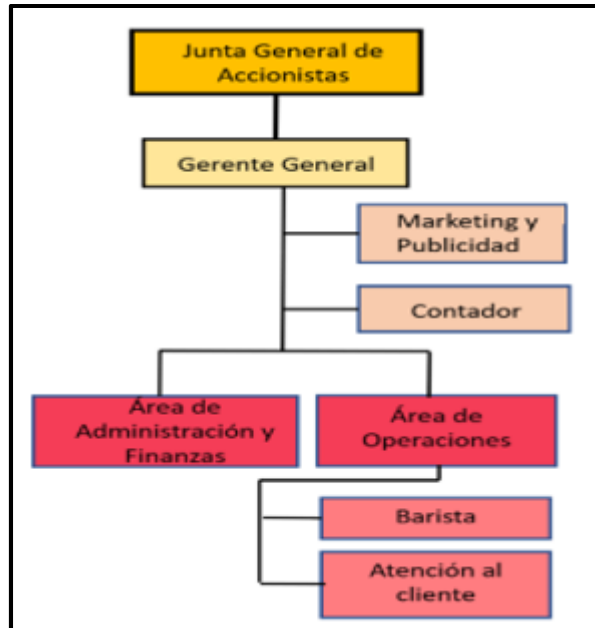 Junta General de
Accionistas
Gerente General
Marketing y
Publicidad
Contador
Área de
Administración y
Finanzas
Área de
Operaciones
Barista
Atención al
cliente